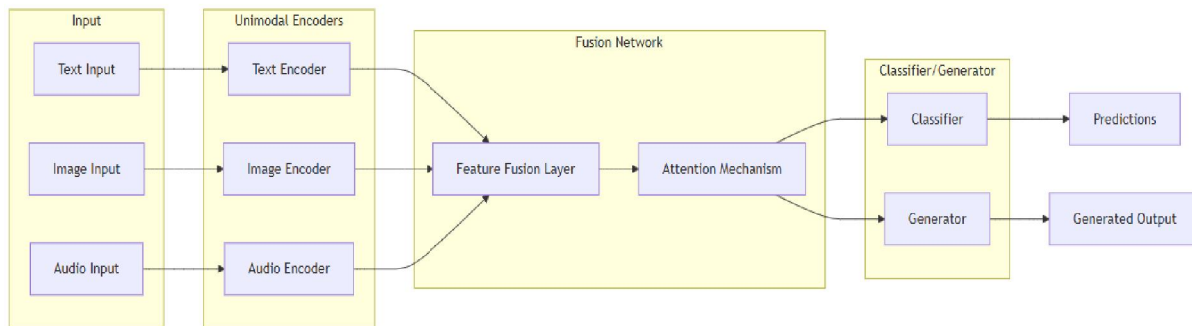 Input
Unimodal Encoders
Fusion Network
Classifier/Generator
Text Input
Text Encoder
Classifier
Predictions
Image Input
Image Encoder
Feature Fusion Layer
Attention Mechanism
Generator
Generated Output
Audio Input
Audio Encoder